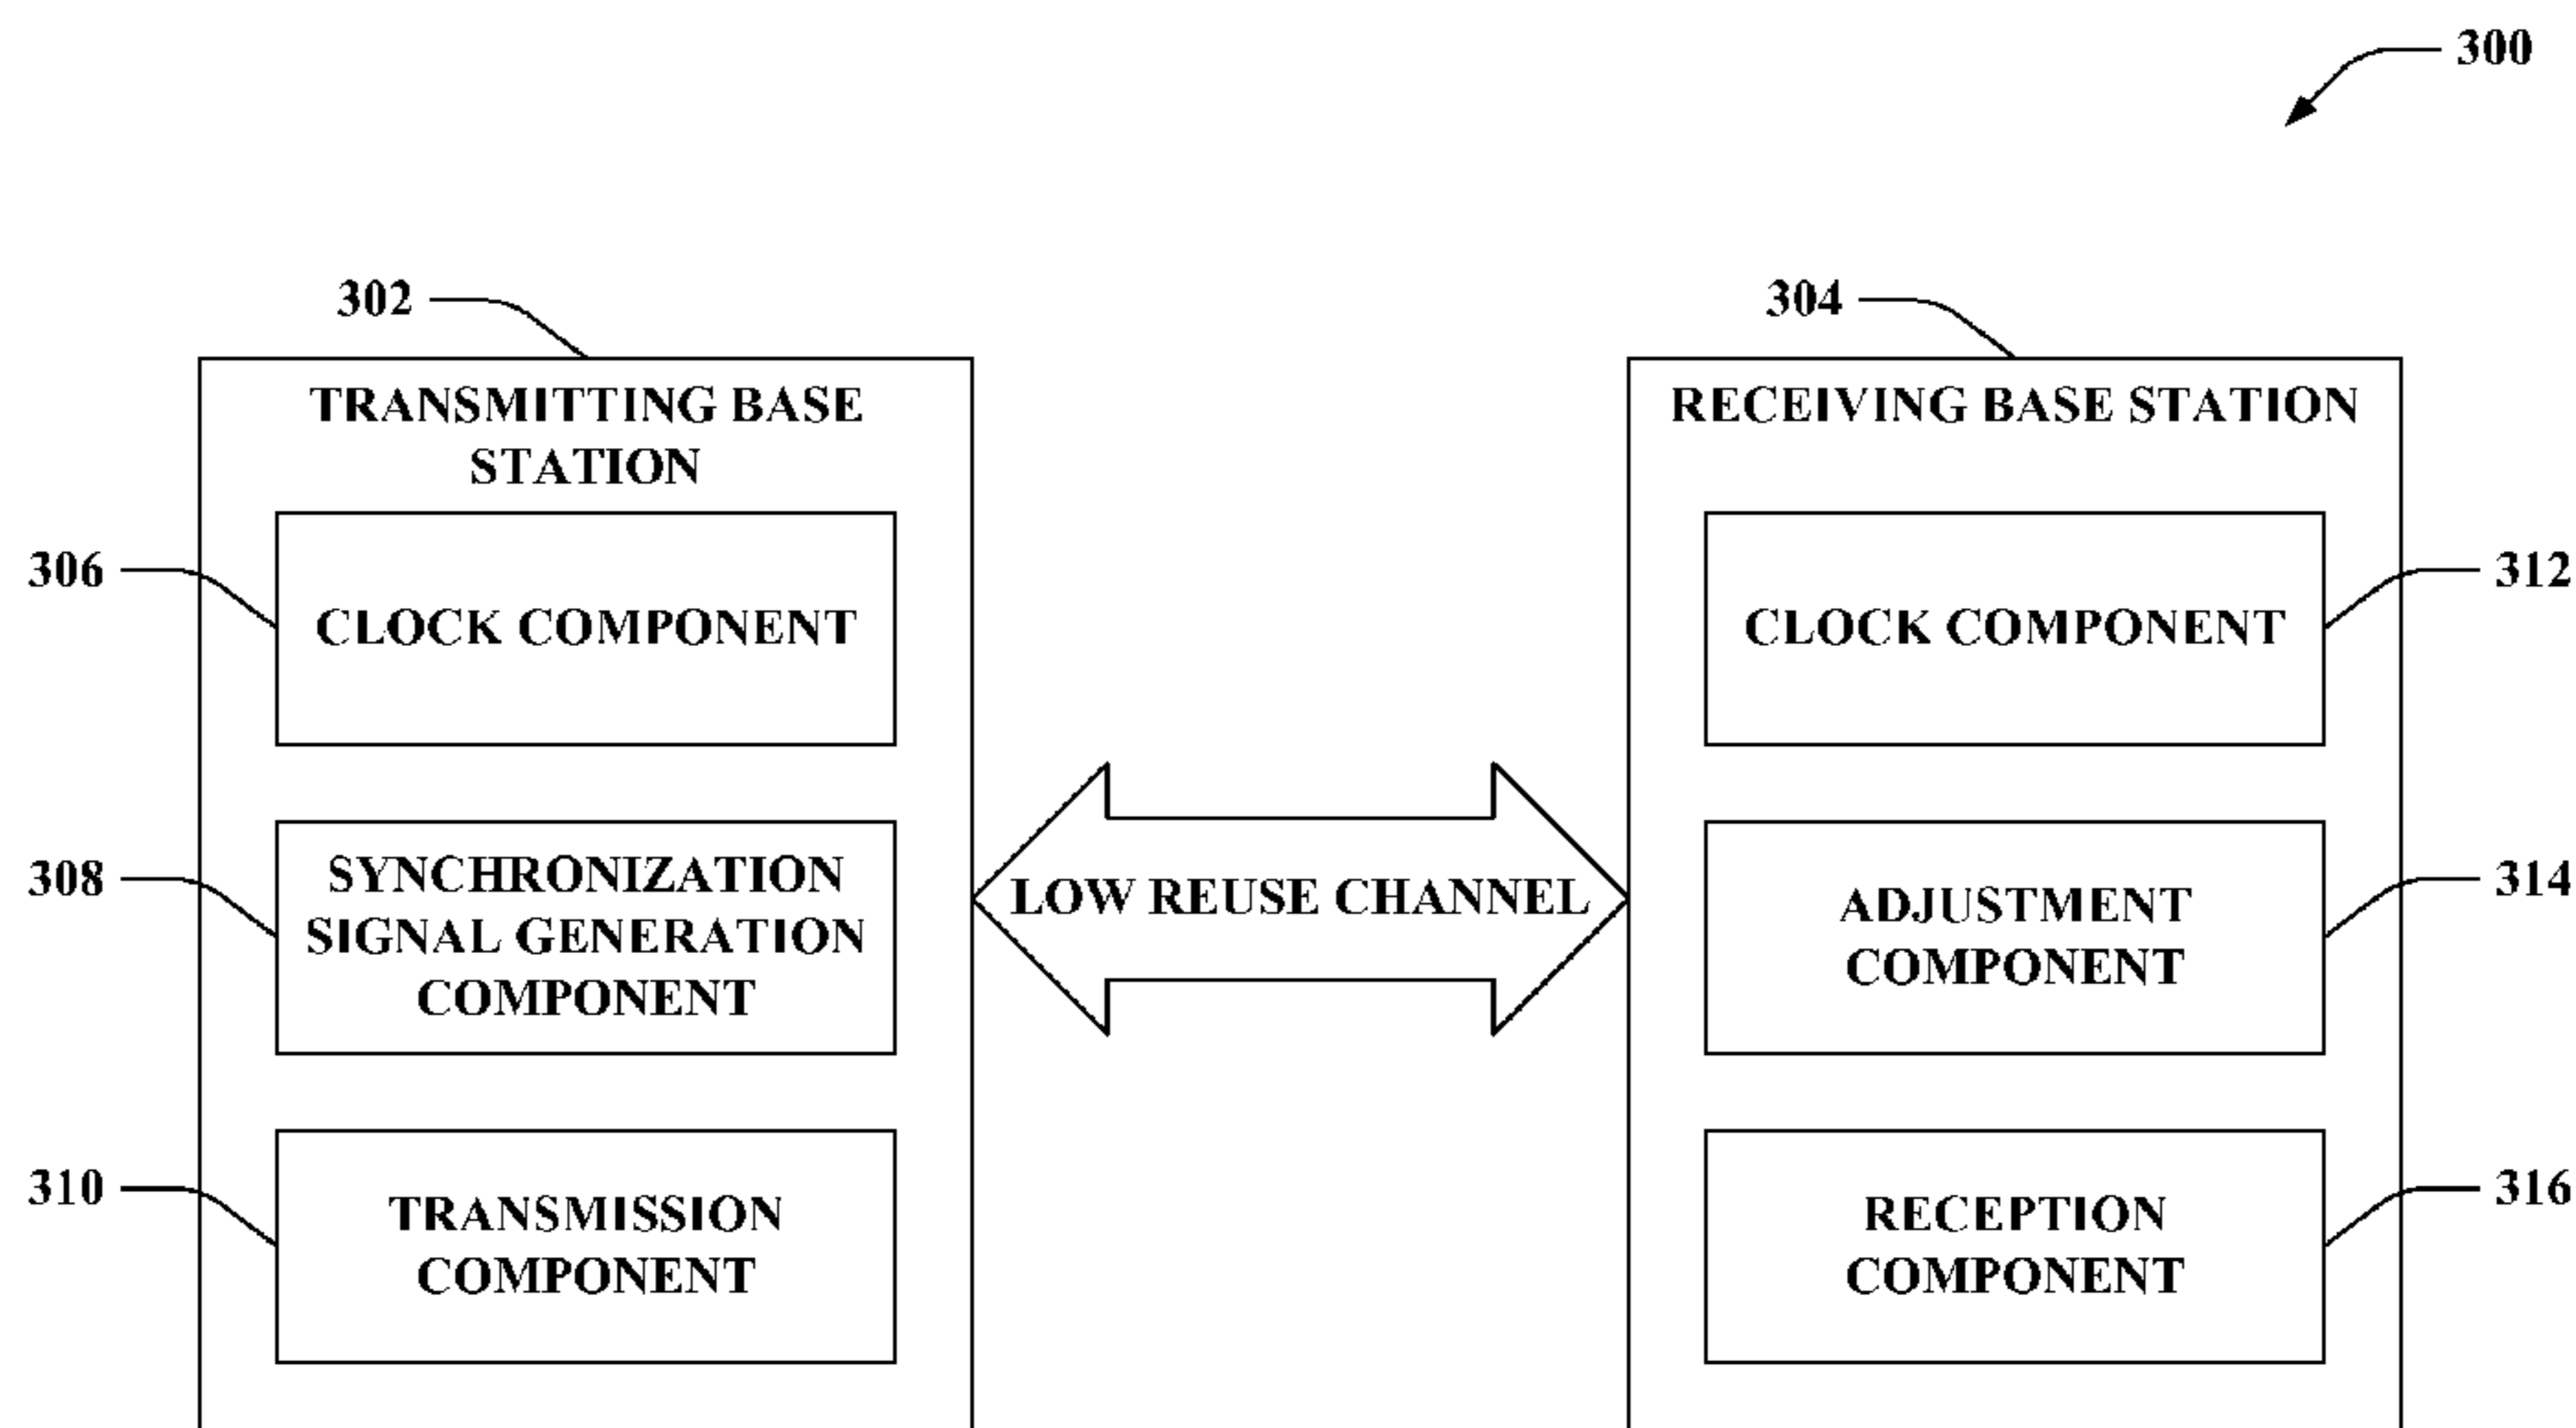 300
302
304
TRANSMITTING BASE
STATION
RECEIVING BASE STATION
306
CLOCK COMPONENT
CLOCK COMPONENT
312
308
SYNCHRONIZATION
SIGNAL GENERATION
COMPONENT
LOW REUSE CHANNEL
ADJUSTMENT
COMPONENT
314
310
TRANSMISSION
COMPONENT
RECEPTION
COMPONENT
316